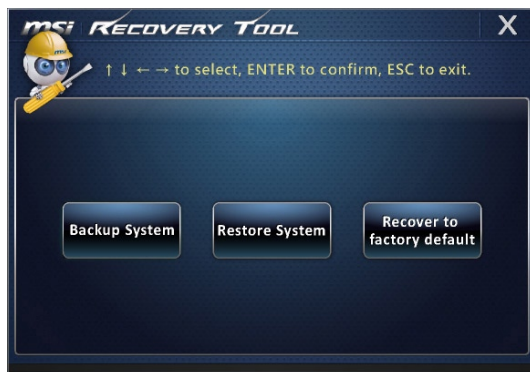 msi RECOVERY TOOL X
↑ ↓ ← → to select, ENTER to confirm, ESC to exit.
Backup System
Restore System
Recover to
factory default